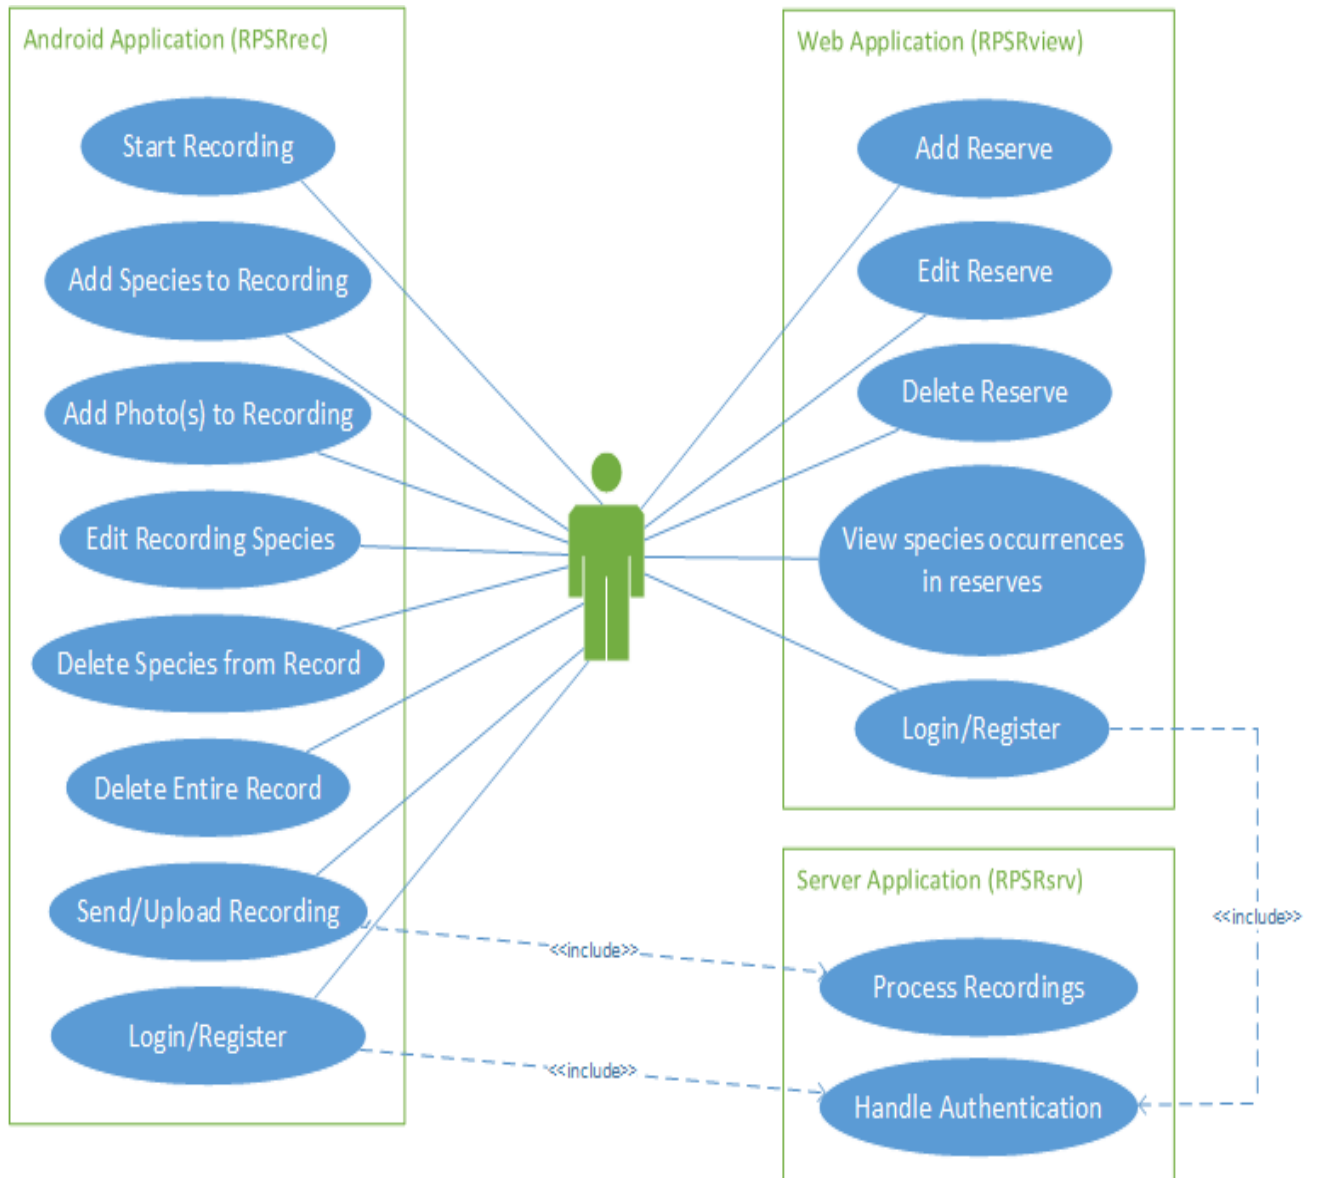 Android Application (RPSRrec)
Start Recording
Add Species to Recording
Add Photo(s) to Recording
Edit Recording Species
Delete Species from Record
Delete Entire Record
Send/Upload Recording
Login/Register
Web Application (RPSRview)
Add Reserve
Edit Reserve
Delete Reserve
View species occurrences
in reserves
Login/Register
Server Application (RPSRsrv)
Process Recordings
Handle Authentication
<<include>>
<<include>>
<<include>>